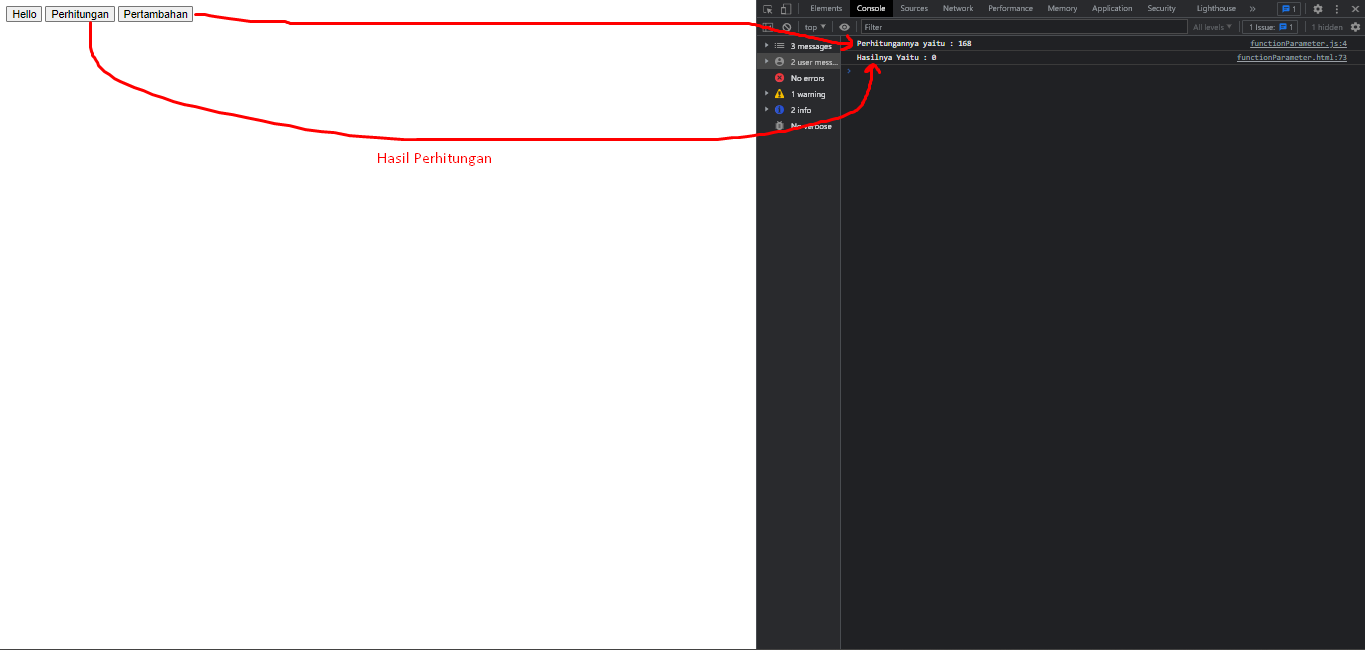 Hello Perhitungan Pertambahan
Hasil Perhitungan
Elements Console Sources Network Performance Memory Application Security Lighthouse » 1
top Filter All levels 1 Issue: 1 1 hidden
3 messages
2 user mess...
No errors
1 warning
2 info
No verbose
Perhitungannya yaitu : 168 functionParameter.js:4
Hasilnya Yaitu : 0 functionParameter.html:73